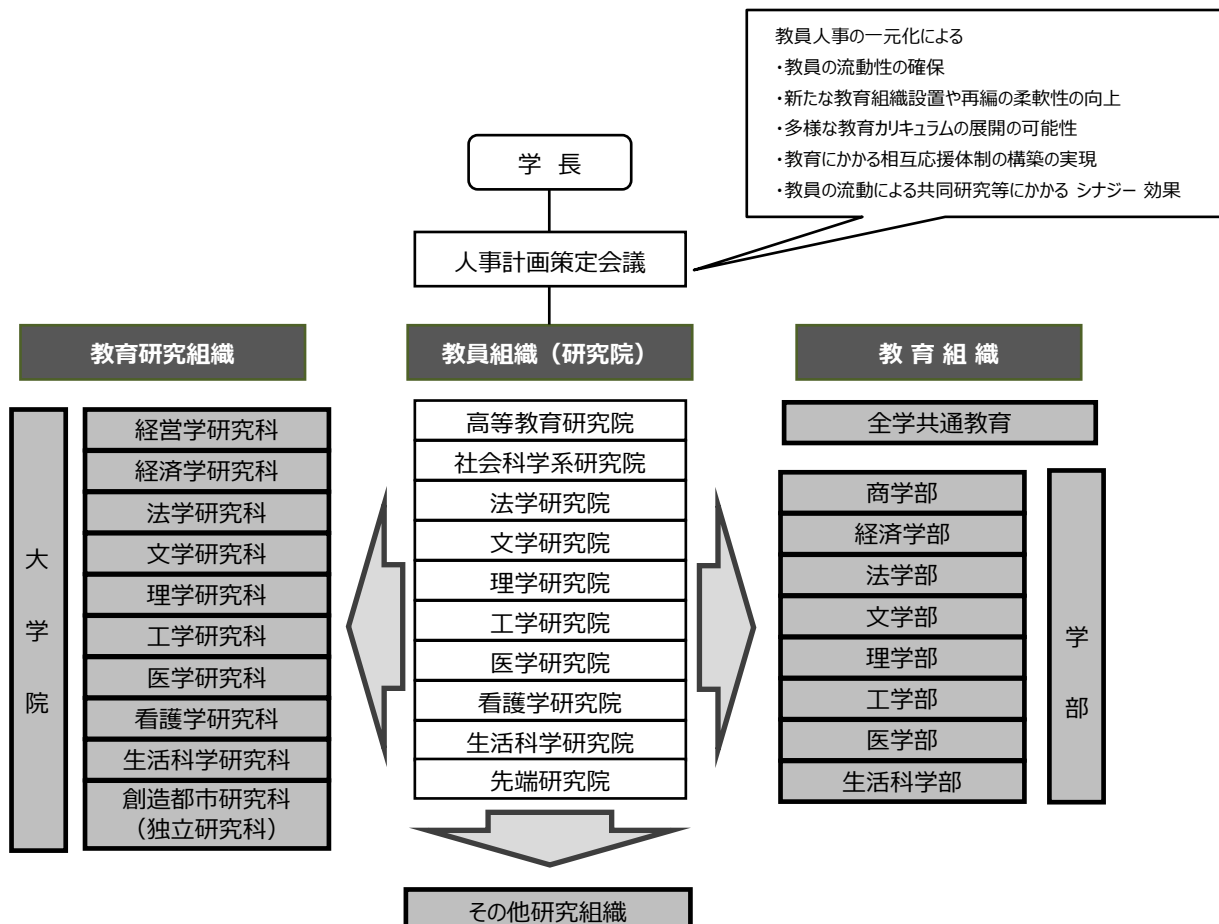 教員人事の一元化による
・教員の流動性の確保
・新たな教育組織設置や再編の柔軟性の向上
・多様な教育カリキュラムの展開の可能性
・教育にかかる相互応援体制の構築の実現
・教員の流動による共同研究等にかかる シナジー 効果
学 長
人事計画策定会議
教育研究組織
大学院
経営学研究科
経済学研究科
法学研究科
文学研究科
理学研究科
工学研究科
医学研究科
看護学研究科
生活科学研究科
創造都市研究科
（独立研究科）
教員組織（研究院）
高等教育研究院
社会科学系研究院
法学研究院
文学研究院
理学研究院
工学研究院
医学研究院
看護学研究院
生活科学研究院
先端研究院
その他研究組織
教 育 組 織
全学共通教育
商学部
経済学部
法学部
文学部
理学部
工学部
医学部
生活科学部
学部